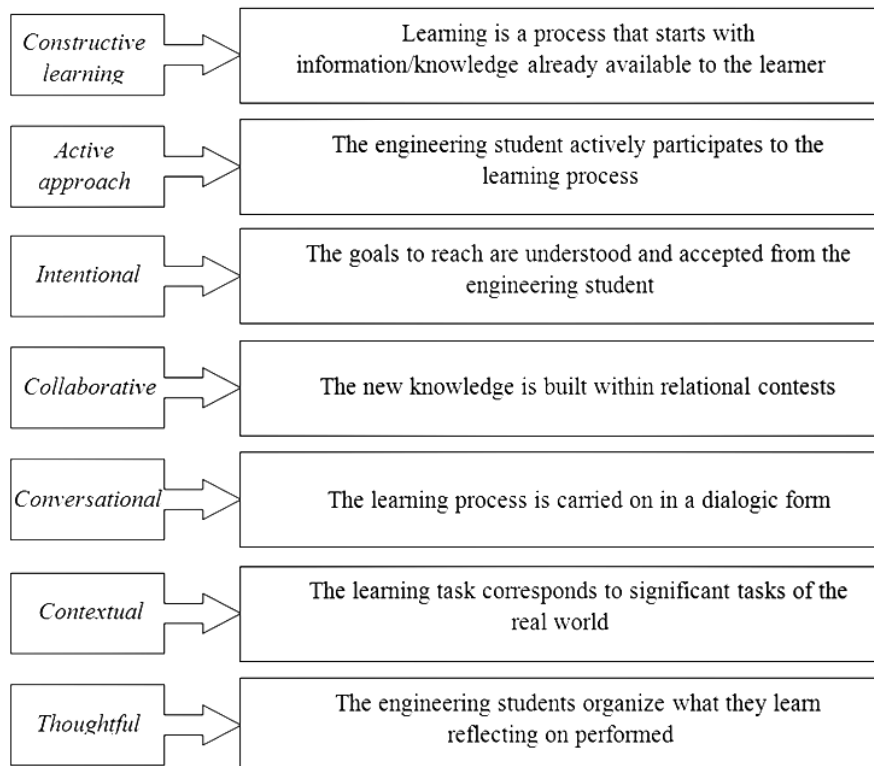 Constructive
learning
Learning is a process that starts with
information/knowledge already available to the learner
Active
approach
The engineering student actively participates to the
learning process
Intentional
The goals to reach are understood and accepted from the
engineering student
Collaborative
The new knowledge is built within relational contests
Conversational
The learning process is carried on in a dialogic form
Contextual
The learning task corresponds to significant tasks of the
real world
Thoughtful
The engineering students organize what they learn
reflecting on performed